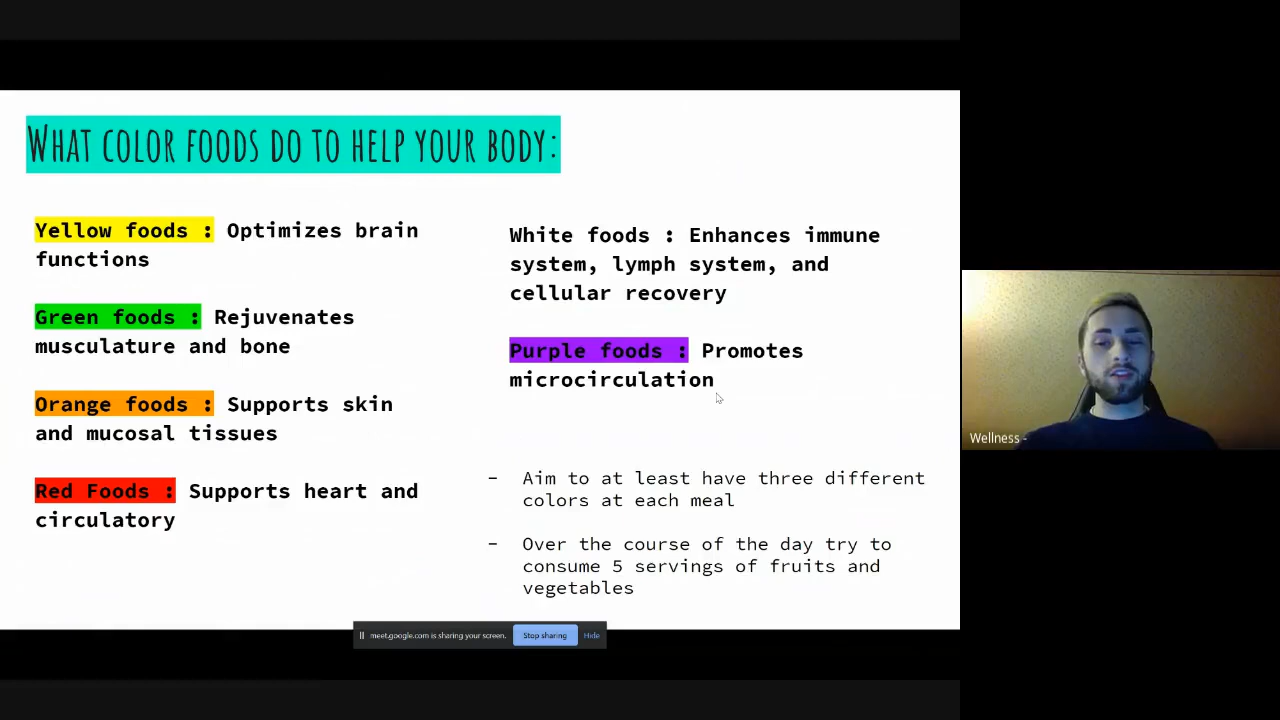 What color foods do to help your body:
Yellow foods : Optimizes brain
functions
Green foods : Rejuvenates
musculature and bone
Orange foods : Supports skin
and mucosal tissues
Red Foods : Supports heart and
circulatory
White foods : Enhances immune
system, lymph system, and
cellular recovery
Purple foods : Promotes
microcirculation
- Aim to at least have three different
colors at each meal
- Over the course of the day try to
consume 5 servings of fruits and
vegetables
Wellness -
meet.google.com is sharing your screen. Stop sharing Hide